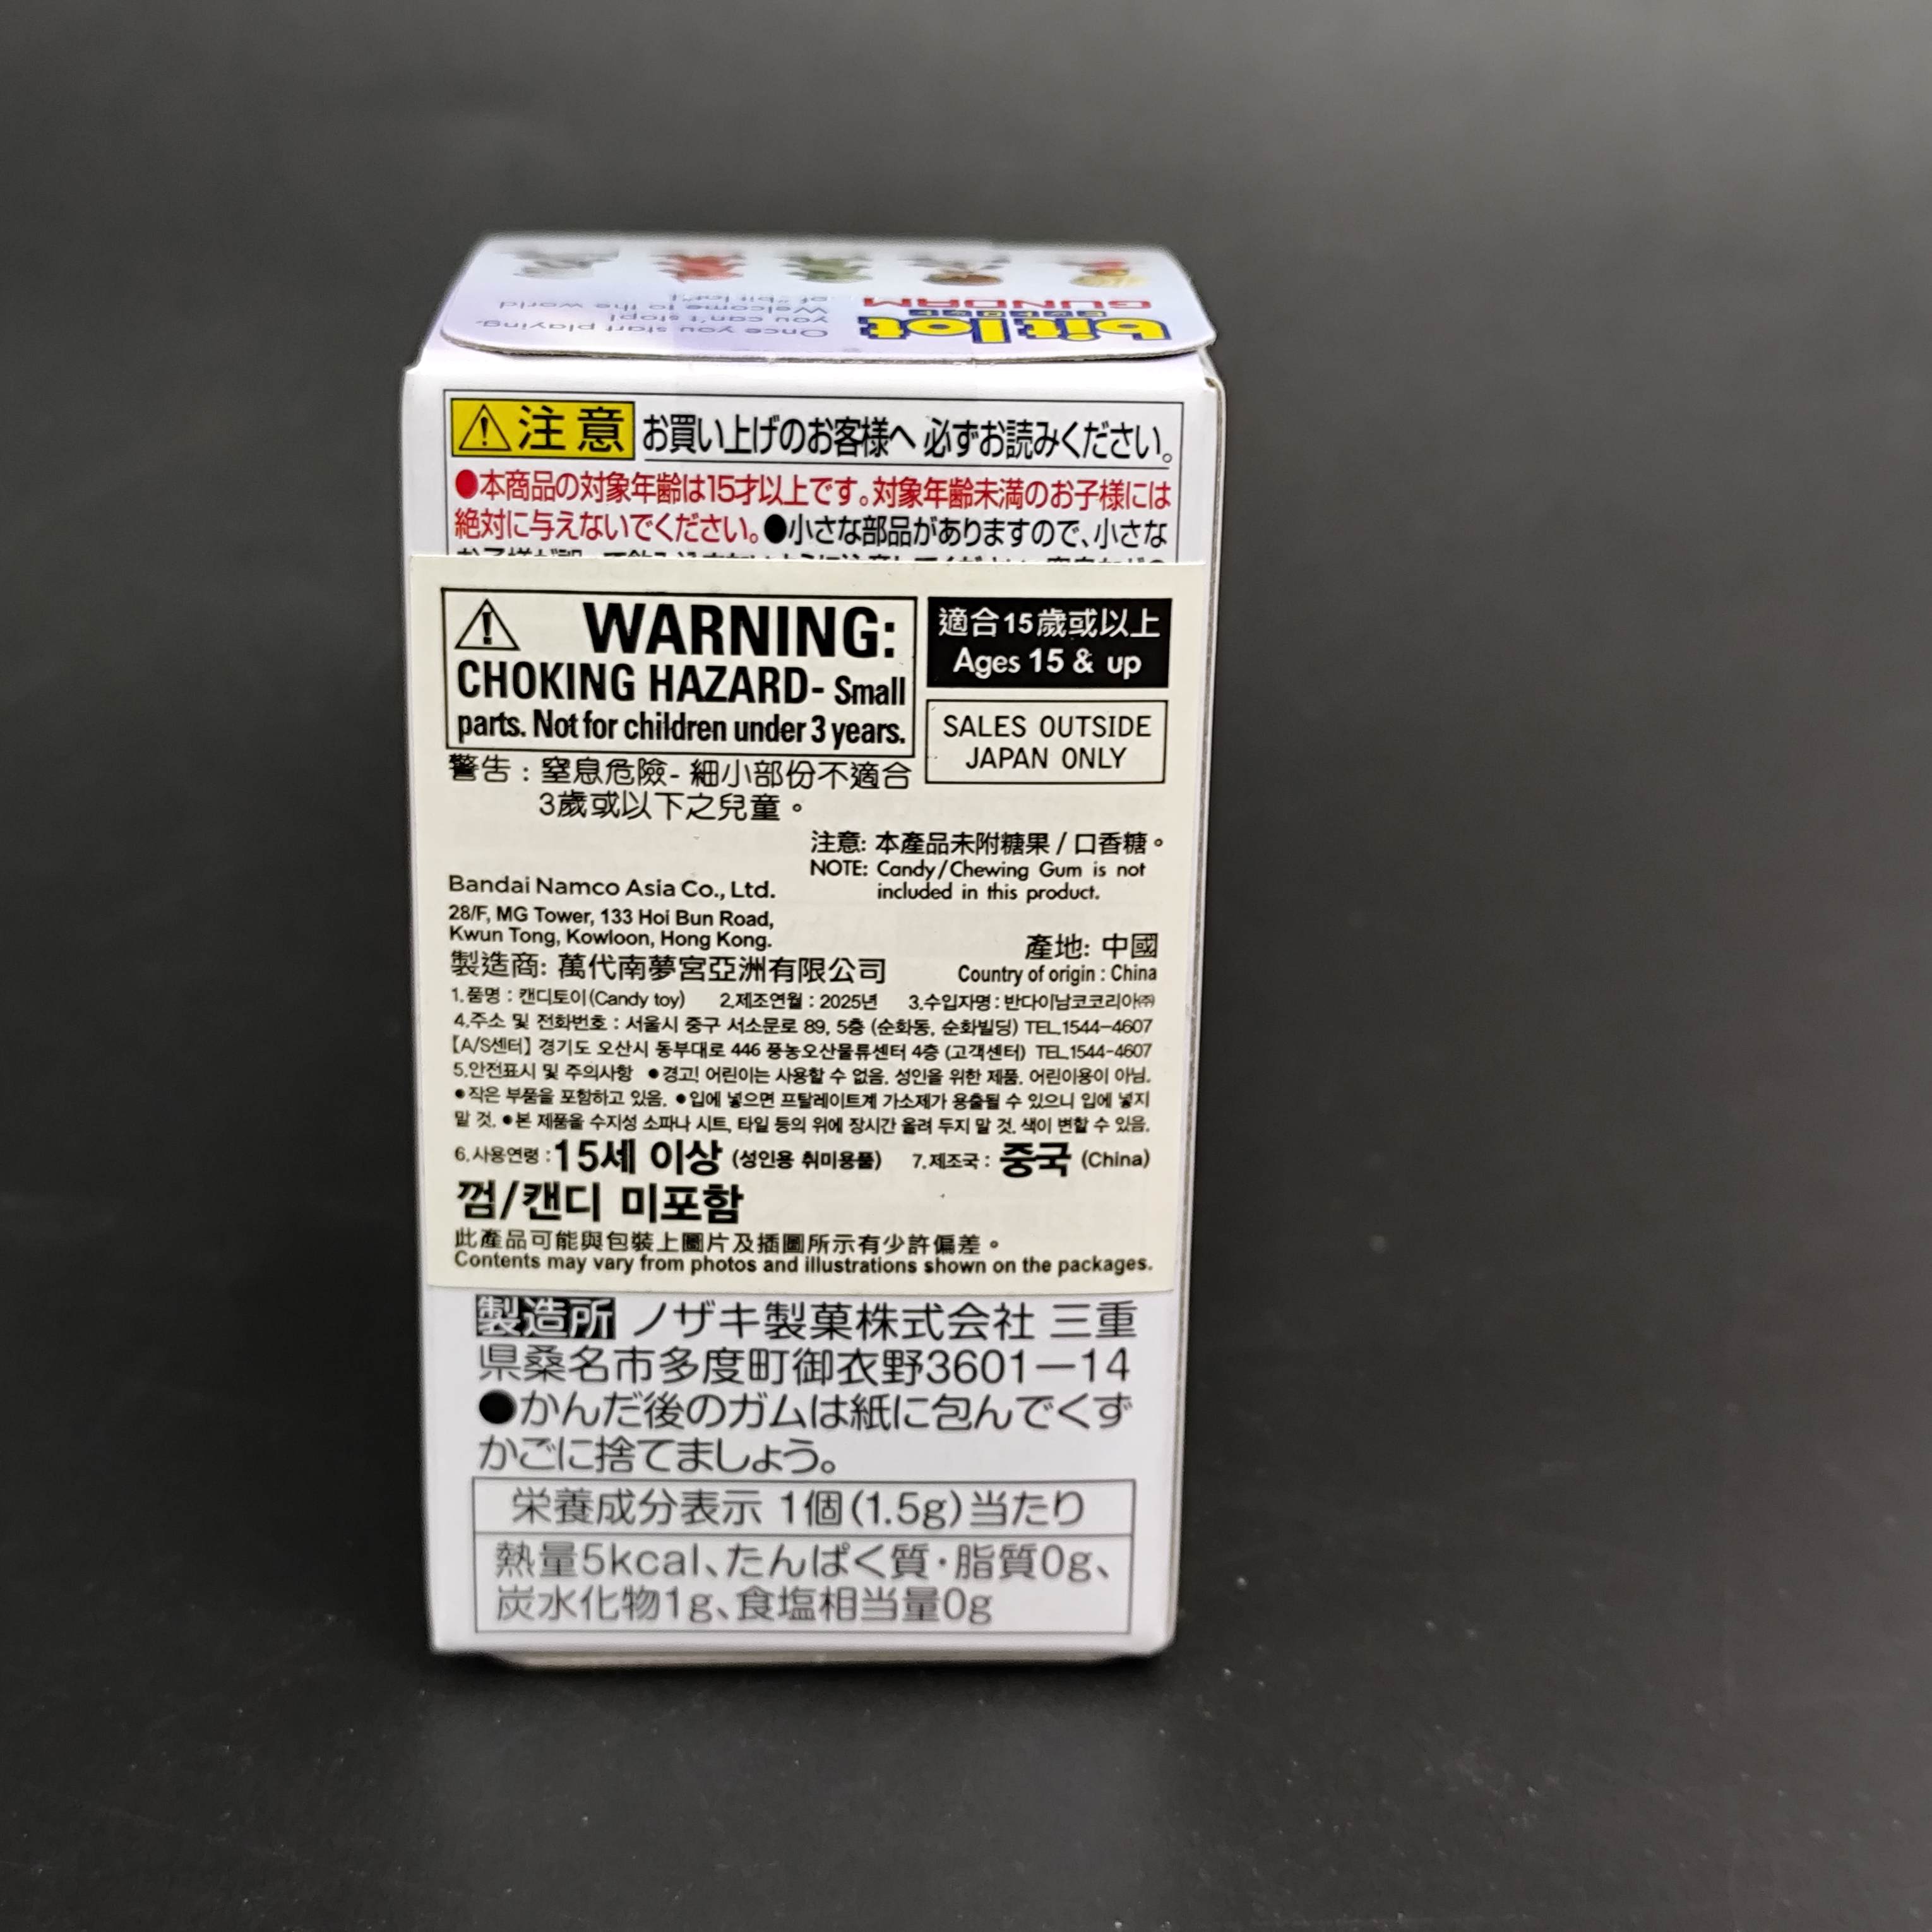 Once you start playing,
you can't stop!
Welcome to the world
of "bit lot"!
bit lot
ビットロット
GUNDAM
注意 お買い上げのお客様へ 必ずお読みください。
●本商品の対象年齢は15才以上です。対象年齢未満のお子様には
絶対に与えないでください。●小さな部品がありますので、小さな
WARNING:
CHOKING HAZARD- Small
parts. Not for children under 3 years.
適合15歲或以上
Ages 15 & up
SALES OUTSIDE
JAPAN ONLY
警告 : 窒息危險- 細小部份不適合
3歲或以下之兒童。
注意: 本產品未附糖果 / 口香糖。
NOTE: Candy/Chewing Gum is not
included in this product.
Bandai Namco Asia Co., Ltd.
28/F, MG Tower, 133 Hoi Bun Road,
Kwun Tong, Kowloon, Hong Kong.
製造商: 萬代南夢宮亞洲有限公司
產地: 中國
Country of origin : China
1.품명 : 캔디토이(Candy toy) 2.제조연월 : 2025년 3.수입자명 : 반다이남코코리아㈜
4.주소 및 전화번호 : 서울시 중구 서소문로 89, 5층 (순화동, 순화빌딩) TEL.1544-4607
【A/S센터】 경기도 오산시 동부대로 446 풍농오산물류센터 4층 (고객센터) TEL.1544-4607
5.안전표시 및 주의사항 ●경고! 어린이는 사용할 수 없음. 성인을 위한 제품. 어린이용이 아님.
●작은 부품을 포함하고 있음. ●입에 넣으면 프탈레이트계 가소제가 용출될 수 있으니 입에 넣지
말 것. ●본 제품을 수지성 소파나 시트, 타일 등의 위에 장시간 올려 두지 말 것. 색이 변할 수 있음.
6.사용연령 : 15세 이상 (성인용 취미용품) 7.제조국 : 중국 (China)
껌/캔디 미포함
此產品可能與包裝上圖片及插圖所示有少許偏差。
Contents may vary from photos and illustrations shown on the packages.
製造所 ノザキ製菓株式会社 三重
県桑名市多度町御衣野3601－14
●かんだ後のガムは紙に包んでくず
かごに捨てましょう。
栄養成分表示 1個(1.5g)当たり
熱量5kcal、たんぱく質・脂質0g、
炭水化物1g、食塩相当量0g